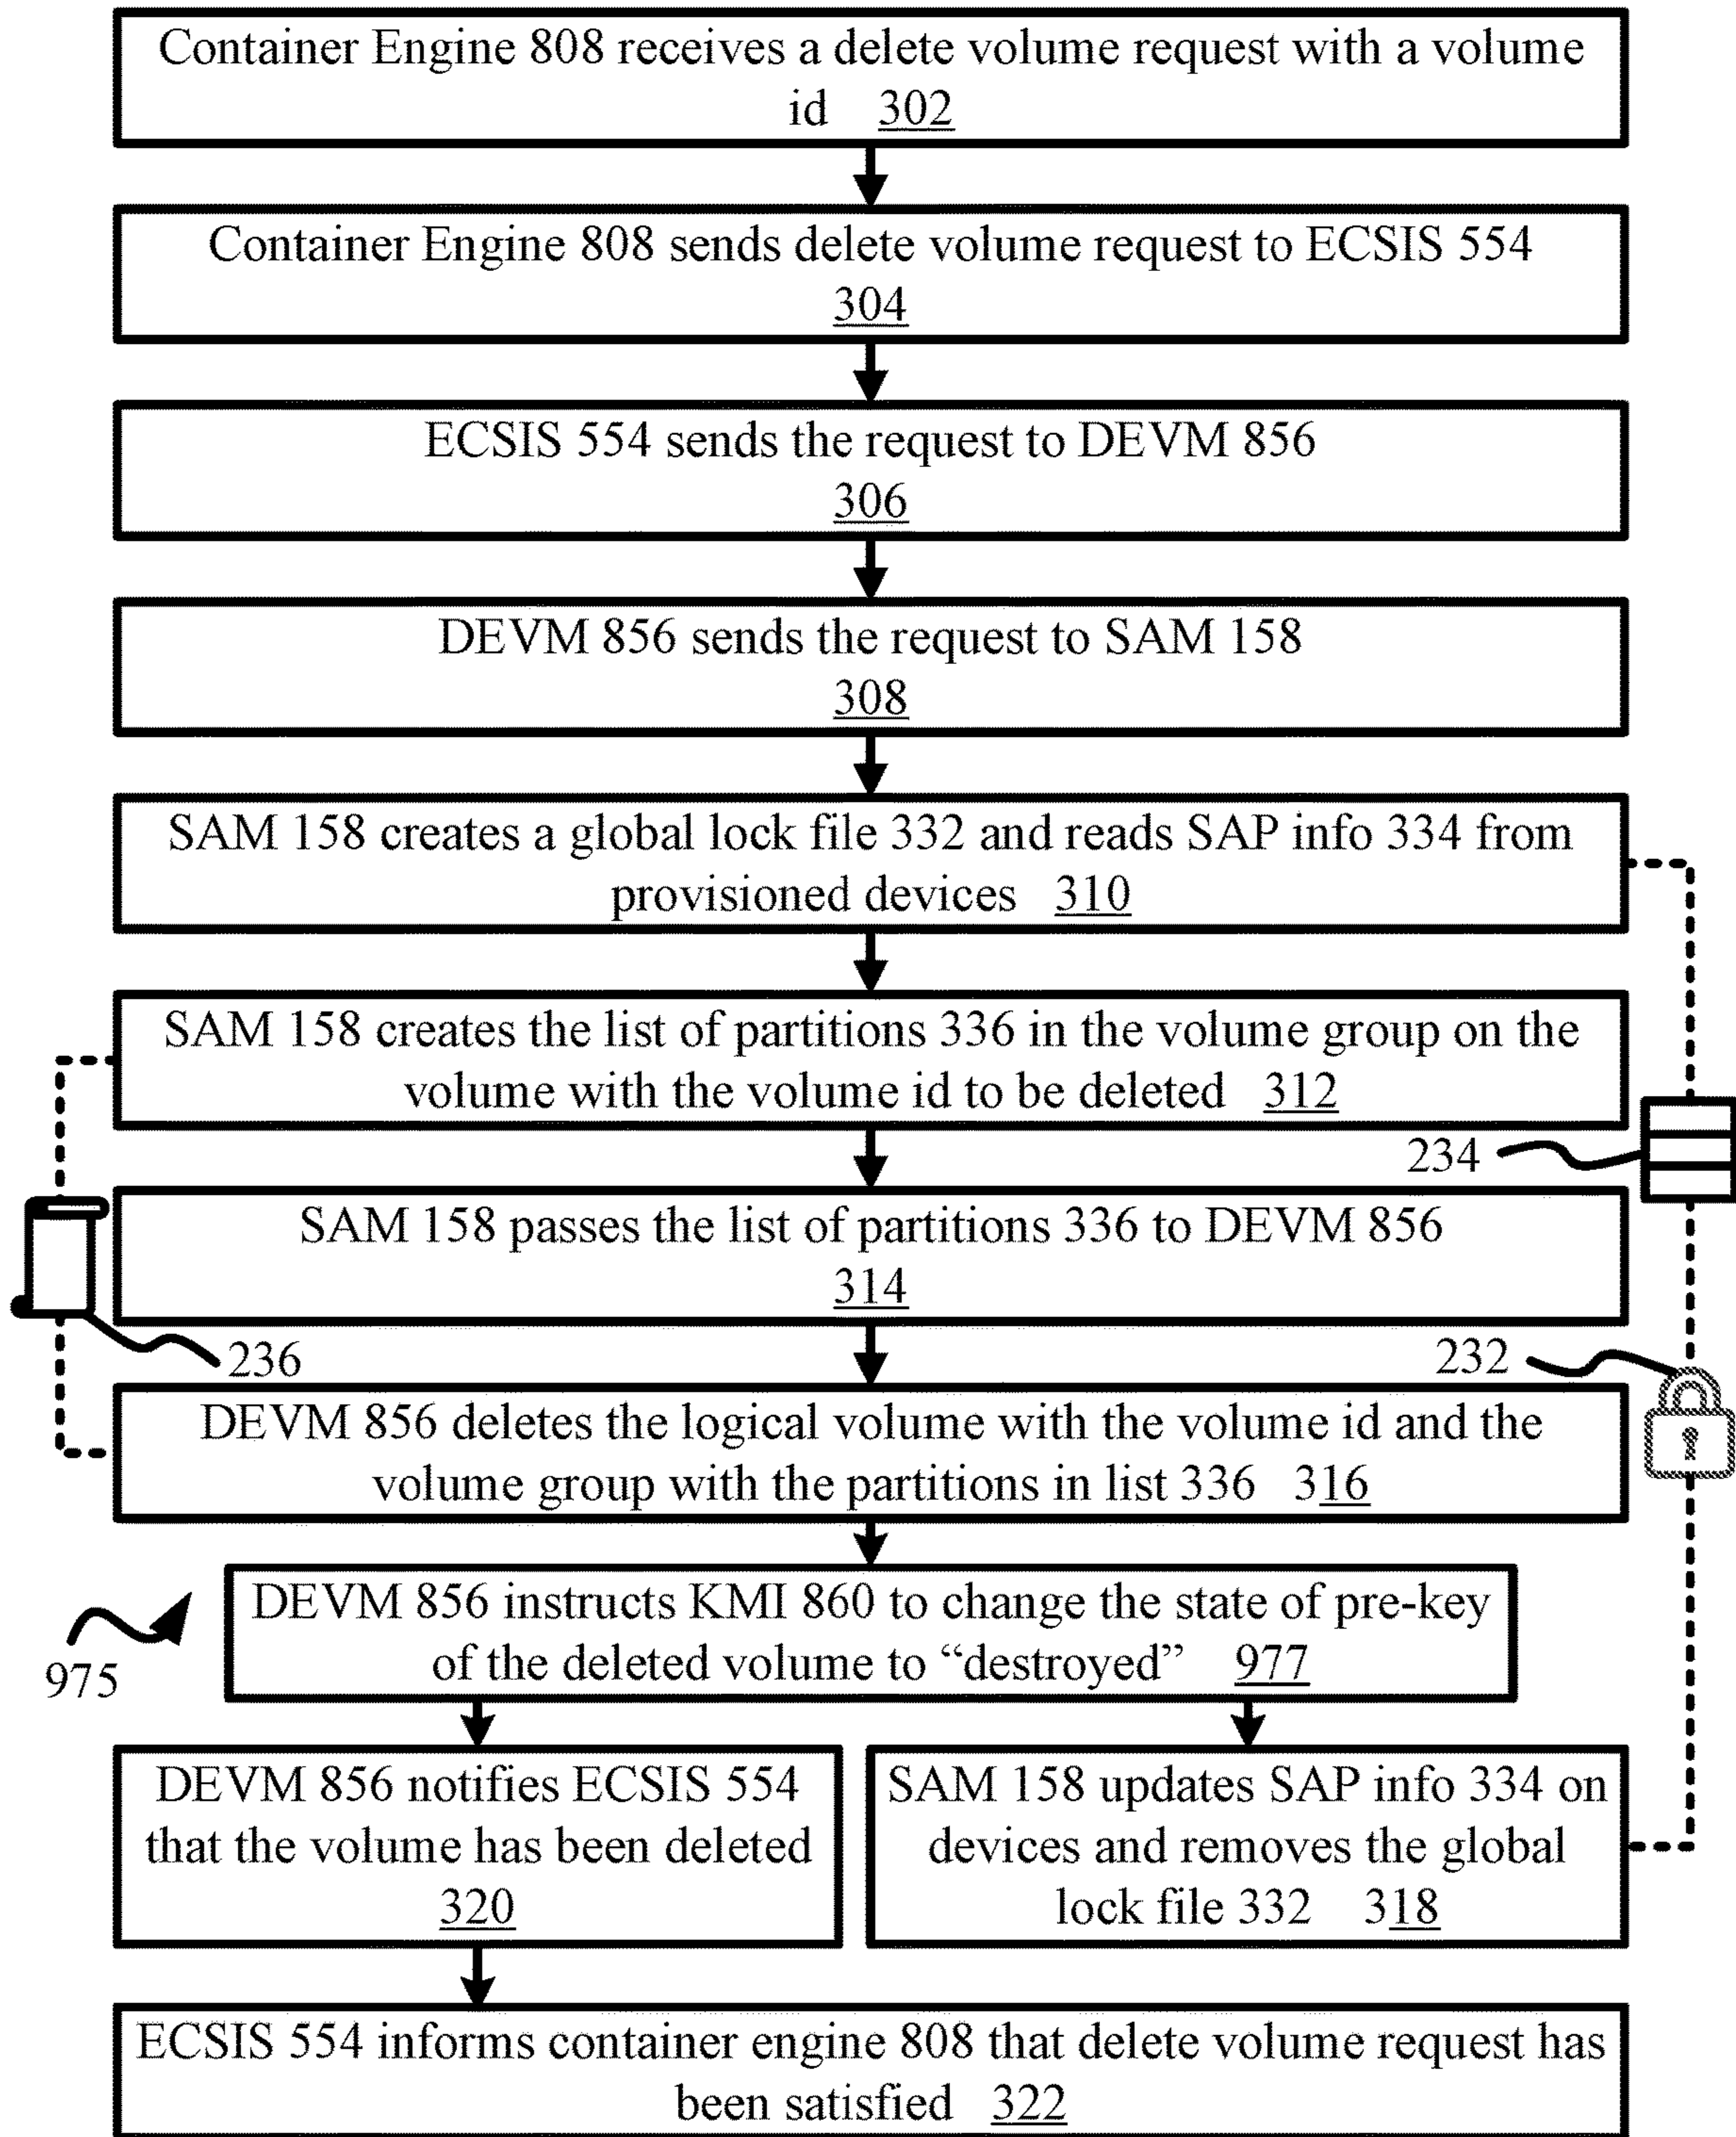 Container Engine 808 receives a delete volume request with a volume
id 302
Container Engine 808 sends delete volume request to ECSIS 554
304
ECSIS 554 sends the request to DEVM 856
306
DEVM 856 sends the request to SAM 158
308
SAM 158 creates a global lock file 332 and reads SAP info 334 from
provisioned devices 310
SAM 158 creates the list of partitions 336 in the volume group on the
volume with the volume id to be deleted 312
234
SAM 158 passes the list of partitions 336 to DEVM 856
314
236
232
DEVM 856 deletes the logical volume with the volume id and the
volume group with the partitions in list 336 316
DEVM 856 instructs KMI 860 to change the state of pre-key
of the deleted volume to “destroyed” 977
975
DEVM 856 notifies ECSIS 554
that the volume has been deleted
320
SAM 158 updates SAP info 334 on
devices and removes the global
lock file 332 318
ECSIS 554 informs container engine 808 that delete volume request has
been satisfied 322